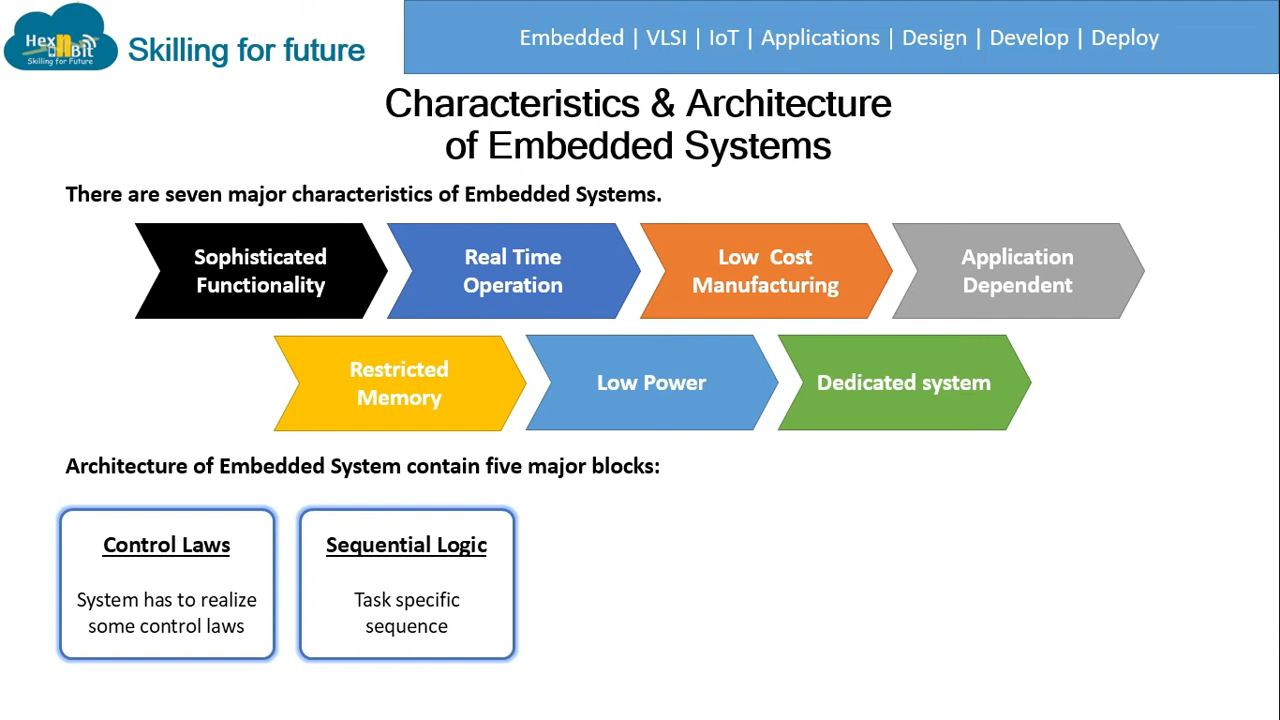 Hex n Bit
Skilling for Future
Skilling for future
Embedded | VLSI | IoT | Applications | Design | Develop | Deploy
Characteristics & Architecture
of Embedded Systems
There are seven major characteristics of Embedded Systems.
Sophisticated
Functionality
Real Time
Operation
Low  Cost
Manufacturing
Application
Dependent
Restricted
Memory
Low Power
Dedicated system
Architecture of Embedded System contain five major blocks:
Control Laws
System has to realize
some control laws
Sequential Logic
Task specific
sequence